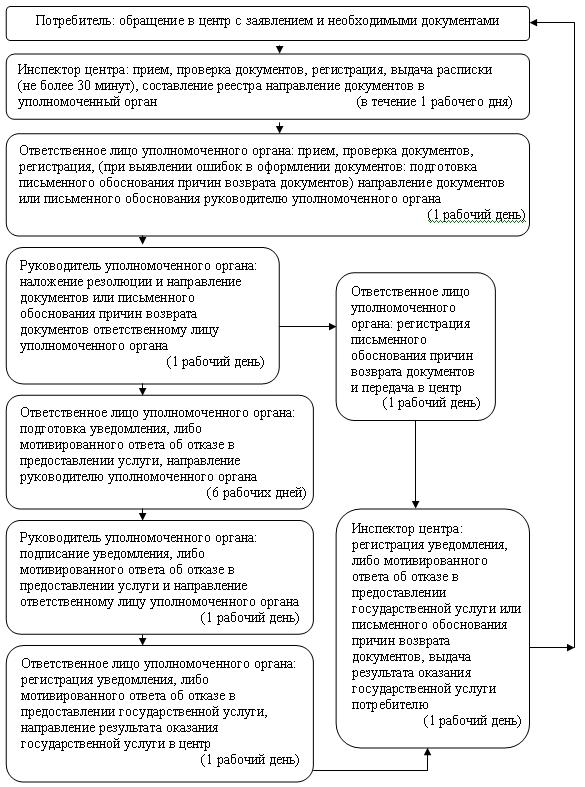 Потребитель: обращение в центр с заявлением и необходимыми документами
Инспектор центра: прием, проверка документов, регистрация, выдача расписки
(не более 30 минут), составление реестра направление документов в
уполномоченный орган (в течение 1 рабочего дня)
Ответственное лицо уполномоченного органа: прием, проверка документов,
регистрация, (при выявлении ошибок в оформлении документов: подготовка
письменного обоснования причин возврата документов) направление документов
или письменного обоснования руководителю уполномоченного органа
(1 рабочий день)
Руководитель уполномоченного органа:
наложение резолюции и направление
документов или письменного
обоснования причин возврата
документов ответственному лицу
уполномоченного органа
(1 рабочий день)
Ответственное лицо
уполномоченного
органа: регистрация
письменного
обоснования причин
возврата документов
и передача в центр
(1 рабочий день)
Ответственное лицо уполномоченного органа:
подготовка уведомления, либо
мотивированного ответа об отказе в
предоставлении услуги, направление
руководителю уполномоченного органа
(6 рабочих дней)
Руководитель уполномоченного органа:
подписание уведомления, либо
мотивированного ответа об отказе в
предоставлении услуги и направление
ответственному лицу уполномоченного органа
(1 рабочий день)
Ответственное лицо уполномоченного органа:
регистрация уведомления, либо
мотивированного ответа об отказе в
предоставлении государственной услуги,
направление результата оказания
государственной услуги в центр
(1 рабочий день)
Инспектор центра:
регистрация уведомления,
либо мотивированного
ответа об отказе в
предоставлении
государственной услуги или
письменного обоснования
причин возврата
документов, выдача
результата оказания
государственной услуги
потребителю
(1 рабочий день)